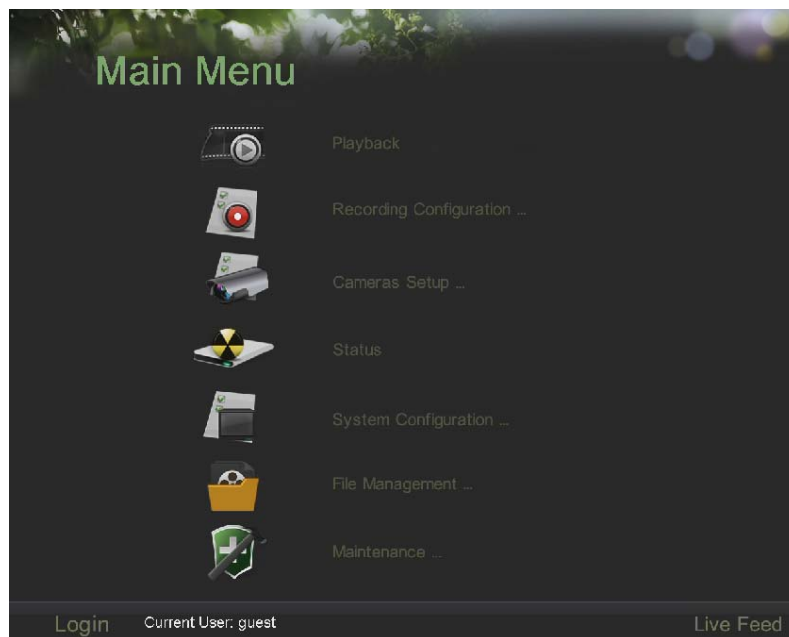 Main Menu
Playback
Recording Configuration ...
Cameras Setup ...
Status
System Configuration ...
File Management ...
Maintenance ...
Login Current User: guest Live Feed